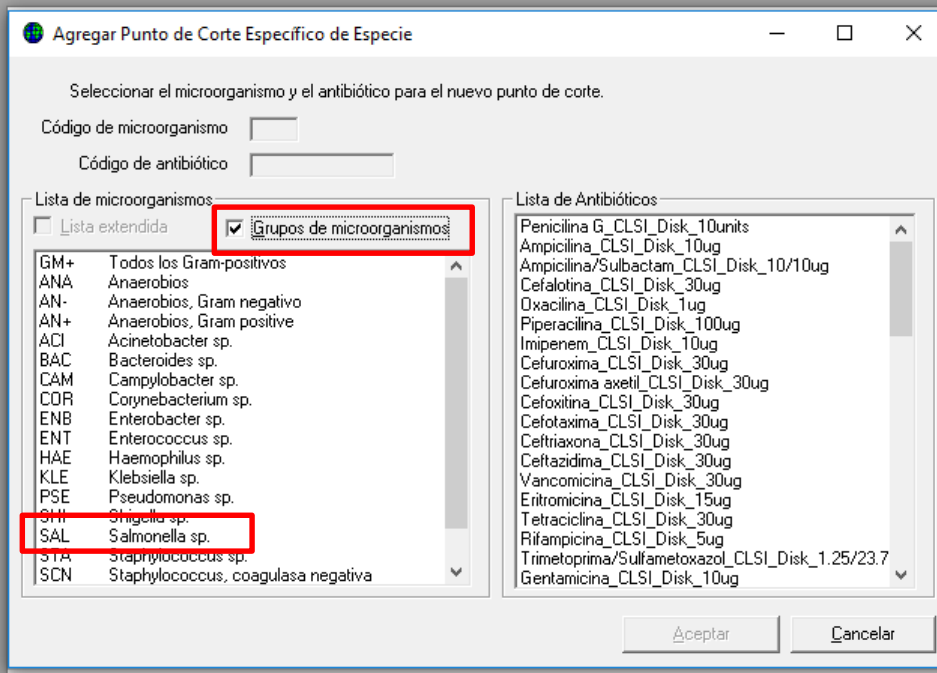 Agregar Punto de Corte Específico de Especie
Seleccionar el microorganismo y el antibiótico para el nuevo punto de corte.
Código de microorganismo
Código de antibiótico
Lista de microorganismos
Lista extendida
Grupos de microorganismos
GM+ Todos los Gram-positivos
ANA Anaerobios
AN- Anaerobios, Gram negativo
AN+ Anaerobios, Gram positive
ACI Acinetobacter sp.
BAC Bacteroides sp.
CAM Campylobacter sp.
COR Corynebacterium sp.
ENB Enterobacter sp.
ENT Enterococcus sp.
HAE Haemophilus sp.
KLE Klebsiella sp.
PSE Pseudomonas sp.
SHI Shigella sp.
SAL Salmonella sp.
STA Staphylococcus sp.
SCN Staphylococcus, coagulasa negativa
Lista de Antibióticos
Penicilina G_CLSI_Disk_10units
Ampicilina_CLSI_Disk_10ug
Ampicilina/Sulbactam_CLSI_Disk_10/10ug
Cefalotina_CLSI_Disk_30ug
Oxacilina_CLSI_Disk_1ug
Piperacilina_CLSI_Disk_100ug
Imipenem_CLSI_Disk_10ug
Cefuroxima_CLSI_Disk_30ug
Cefuroxima axetil_CLSI_Disk_30ug
Cefoxitina_CLSI_Disk_30ug
Cefotaxima_CLSI_Disk_30ug
Ceftriaxona_CLSI_Disk_30ug
Ceftazidima_CLSI_Disk_30ug
Vancomicina_CLSI_Disk_30ug
Eritromicina_CLSI_Disk_15ug
Tetraciclina_CLSI_Disk_30ug
Rifampicina_CLSI_Disk_5ug
Trimetoprima/Sulfametoxazol_CLSI_Disk_1.25/23.7
Gentamicina_CLSI_Disk_10ug
Aceptar
Cancelar